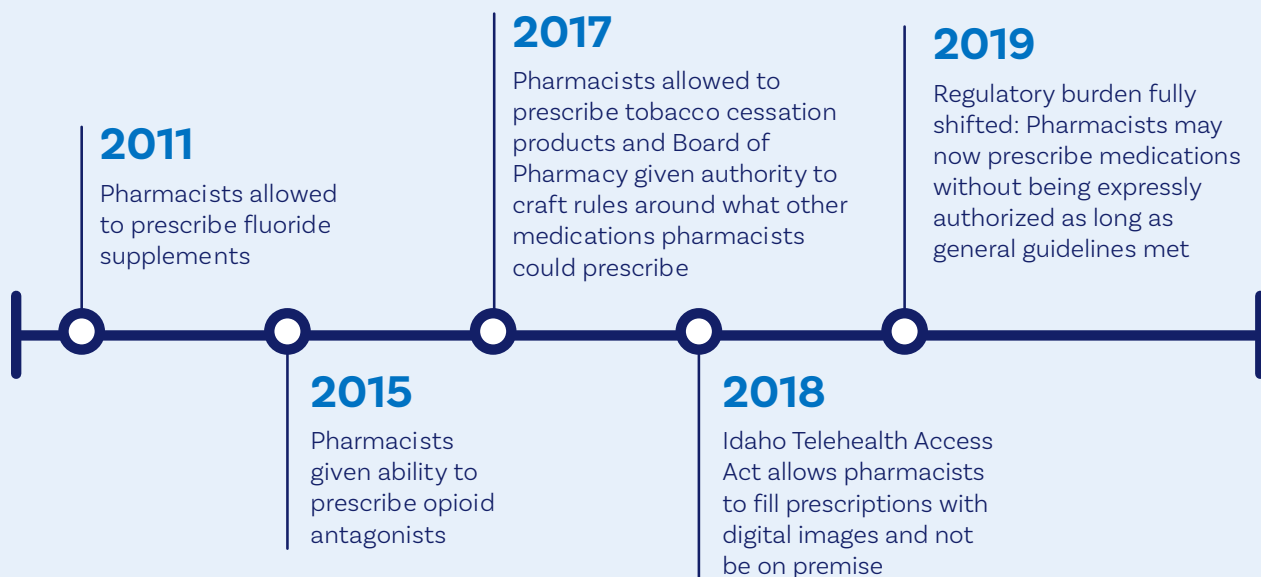 2011
Pharmacists allowed
to prescribe fluoride
supplements
2015
Pharmacists
given ability to
prescribe opioid
antagonists
2017
Pharmacists allowed to
prescribe tobacco cessation
products and Board of
Pharmacy given authority to
craft rules around what other
medications pharmacists
could prescribe
2018
Idaho Telehealth Access
Act allows pharmacists
to fill prescriptions with
digital images and not
be on premise
2019
Regulatory burden fully
shifted: Pharmacists may
now prescribe medications
without being expressly
authorized as long as
general guidelines met